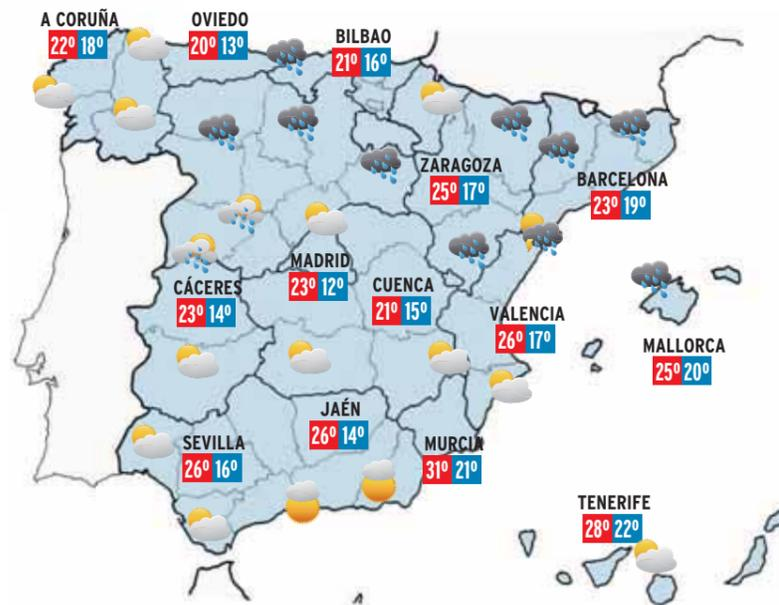 A CORUÑA
22º 18º
OVIEDO
20º 13º
BILBAO
21º 16º
ZARAGOZA
25º 17º
BARCELONA
23º 19º
MADRID
23º 12º
CÁCERES
23º 14º
CUENCA
21º 15º
VALENCIA
26º 17º
MALLORCA
25º 20º
JAÉN
26º 14º
SEVILLA
26º 16º
MURCIA
31º 21º
TENERIFE
28º 22º